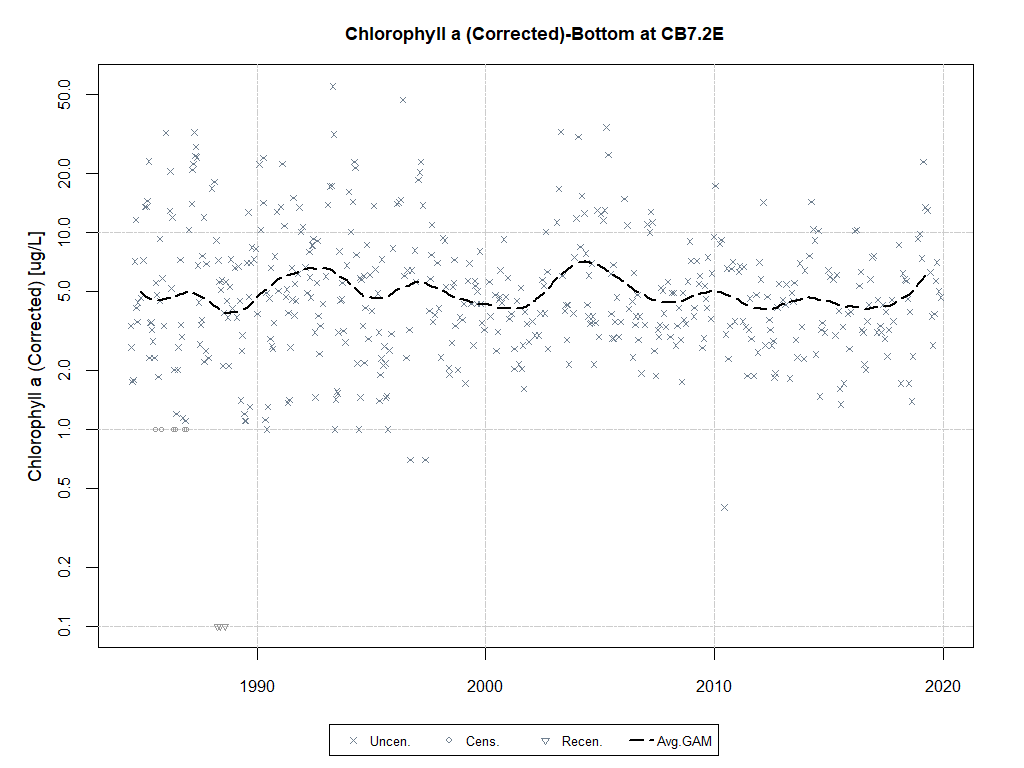 Chlorophyll a (Corrected)-Bottom at CB7.2E
Chlorophyll a (Corrected) [ug/L]
50.0
20.0
10.0
5.0
2.0
1.0
0.5
0.2
0.1
1990 2000 2010 2020
Uncen. Cens. Recen. Avg.GAM